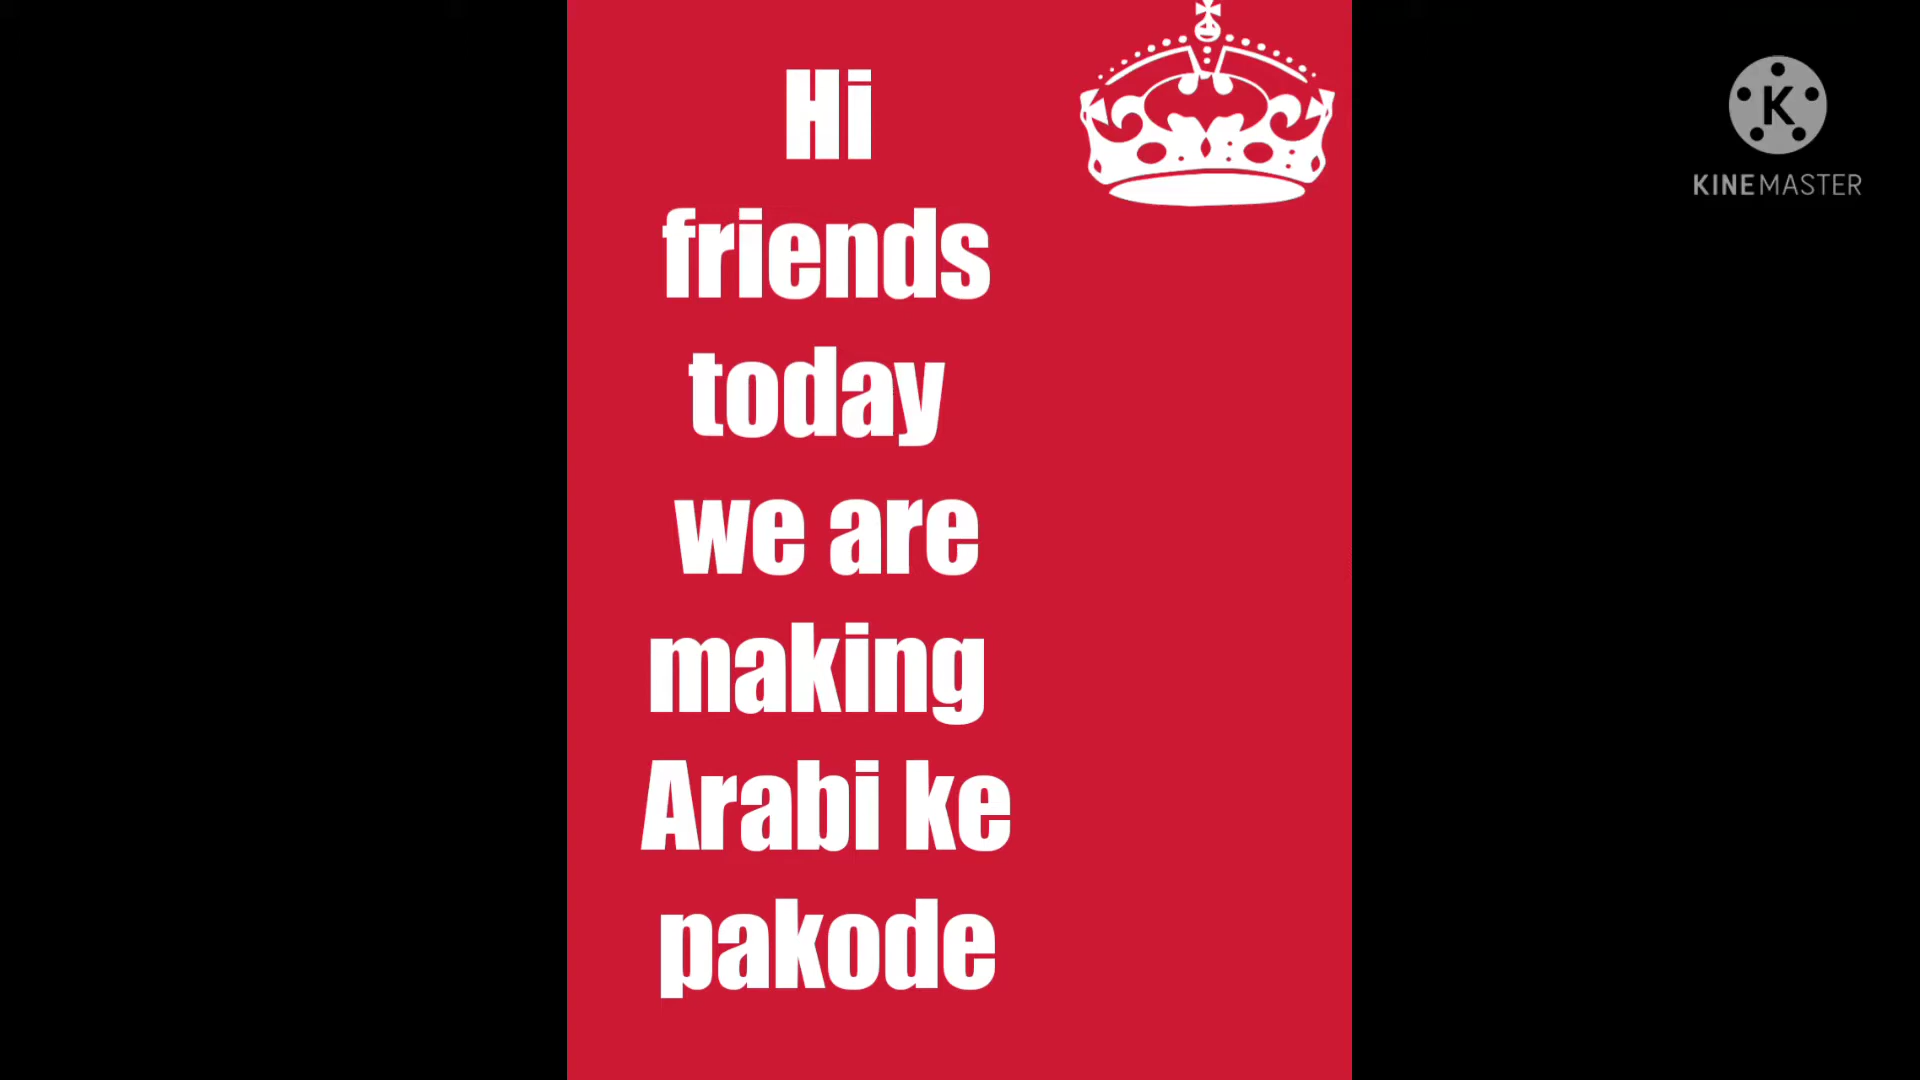 Hi
friends
today
we are
making
Arabi ke
pakode
K
KINEMASTER